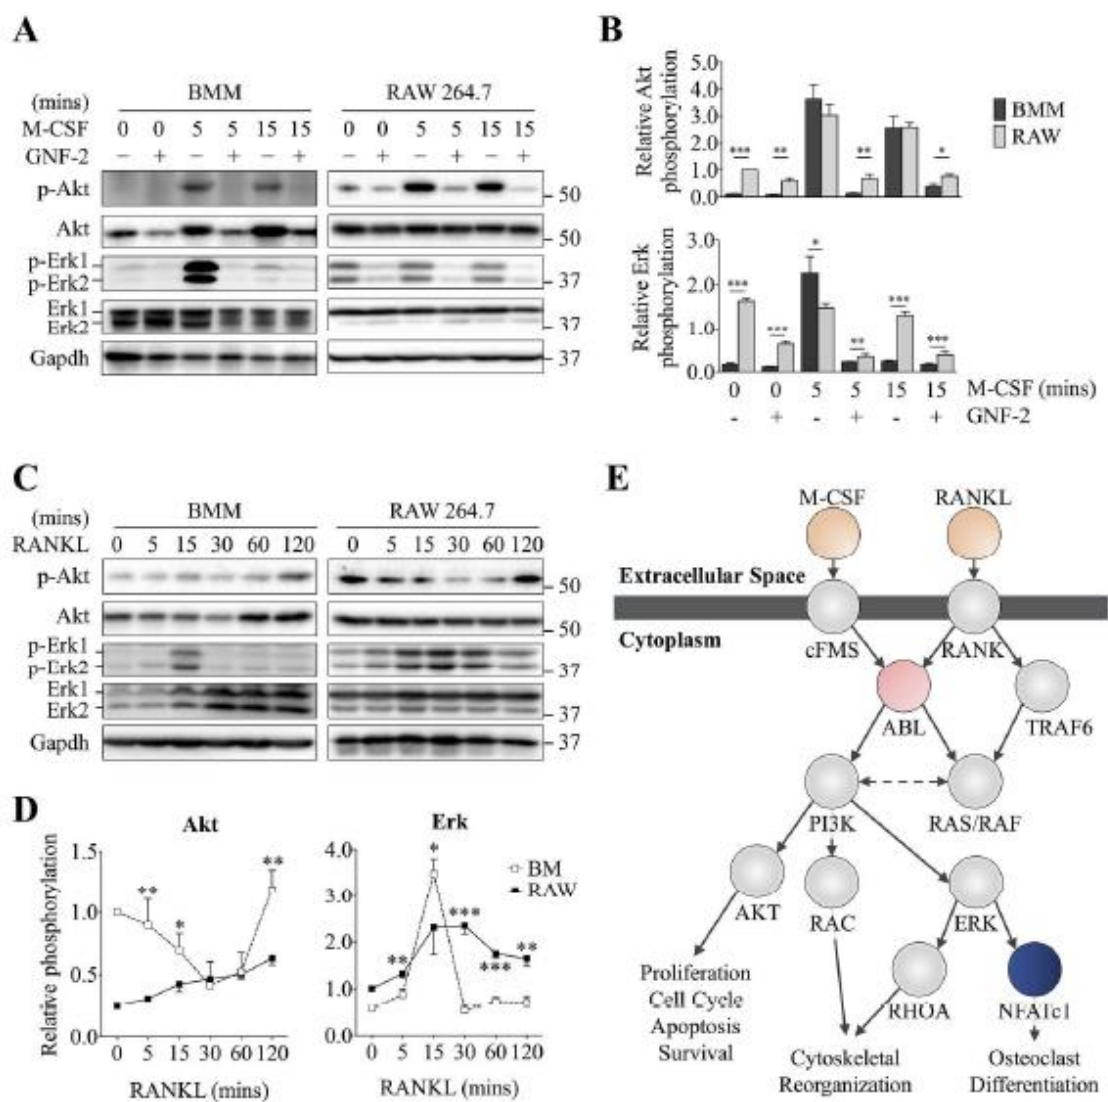 A
BMM RAW 264.7
(mins)
M-CSF 0 0 5 5 15 15 0 0 5 5 15 15
GNF-2 – + – + – + – + – + – +
p-Akt
50
Akt
50
p-Erk1
p-Erk2
37
Erk1
Erk2
37
Gapdh
37
B
Relative Akt
phosphorylation
5.0
4.0
3.0
2.0
1.0
0.0
*** ** ** *
BMM
RAW
Relative Erk
phosphorylation
3.0
2.0
1.0
0.0
*** *** * ** *** ***
0 0 5 5 15 15 M-CSF (mins)
- + - + - + GNF-2
C
BMM RAW 264.7
(mins)
RANKL 0 5 15 30 60 120 0 5 15 30 60 120
p-Akt
50
Akt
50
p-Erk1
p-Erk2
37
Erk1
Erk2
37
Gapdh
37
D
Akt
Relative phosphorylation
1.5
1.0
0.5
0.0
** * **
0 5 15 30 60 120
RANKL (mins)
Erk
4.0
3.0
2.0
1.0
0.0
** * *** *** **
BM
RAW
0 5 15 30 60 120
RANKL (mins)
E
M-CSF RANKL
Extracellular Space
Cytoplasm
cFMS RANK
ABL TRAF6
PI3K RAS/RAF
AKT RAC ERK
Proliferation
Cell Cycle
Apoptosis
Survival
RHOA NFATc1
Cytoskeletal
Reorganization
Osteoclast
Differentiation